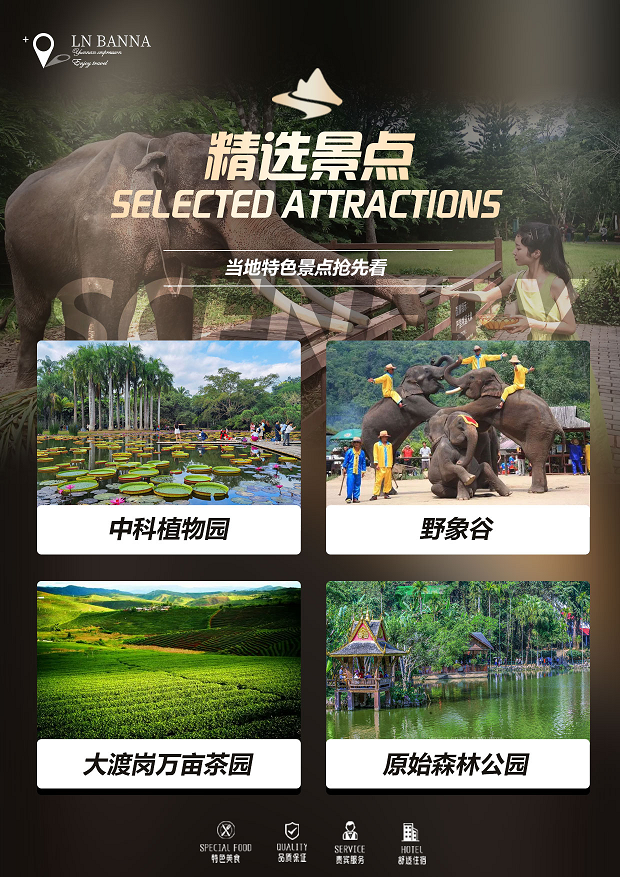 LN BANNA
Yunnan impression
Enjoy travel
精选景点
SELECTED ATTRACTIONS
当地特色景点抢先看
中科植物园
野象谷
大渡岗万亩茶园
原始森林公园
SPECIAL FOOD
特色美食
QUALITY
品质保证
SERVICE
贵宾服务
HOTEL
舒适住宿